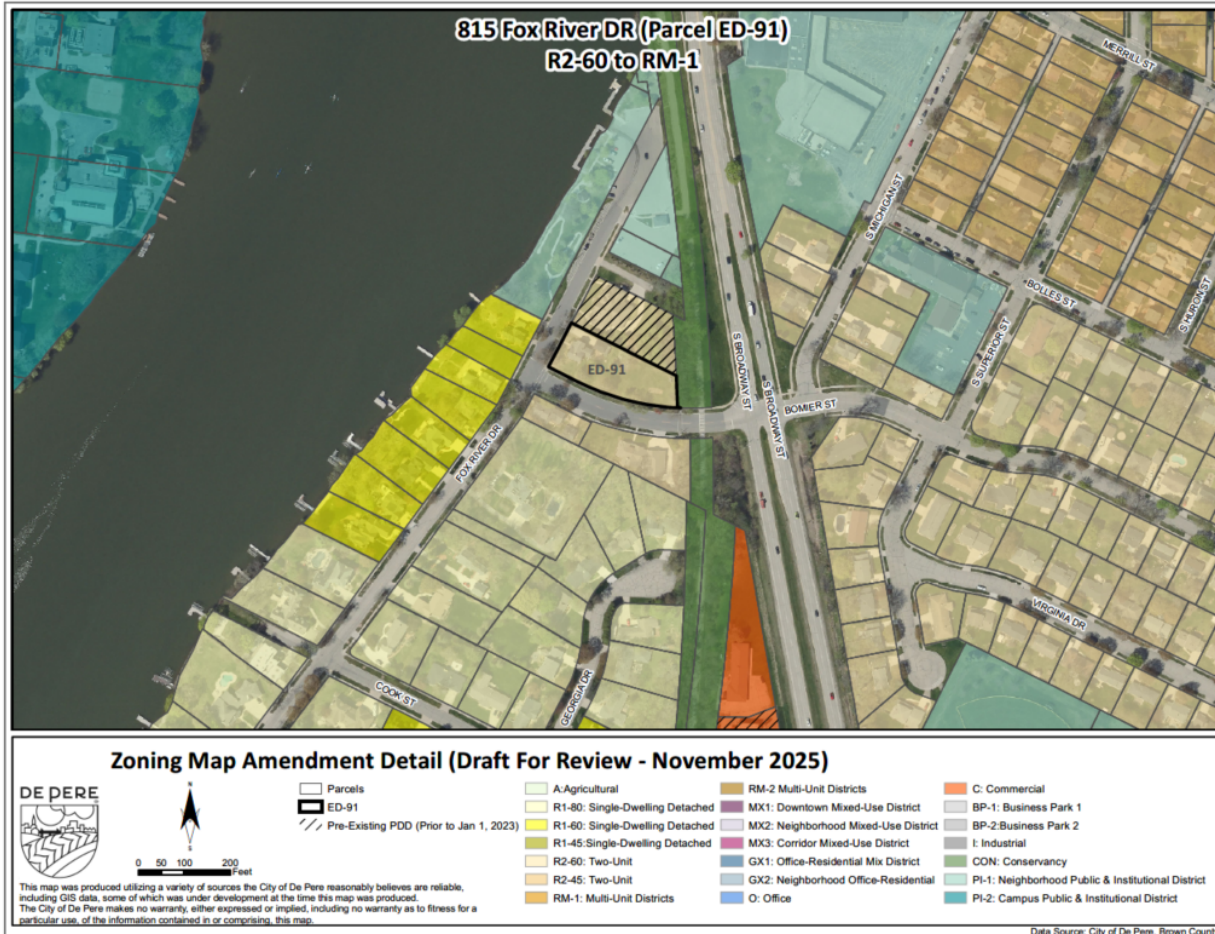 815 Fox River DR (Parcel ED-91)
R2-60 to RM-1
MERRILL ST
S MICHIGAN ST
BOLLES ST
S HURON ST
S SUPERIOR ST
S BROADWAY ST
S BROADWAY ST
BOMIER ST
ED-91
FOX RIVER DR
VIRGINIA DR
COOK ST
GEORGIA DR
Zoning Map Amendment Detail (Draft For Review - November 2025)
DE PERE
N
S
0 50 100 200
Feet
Parcels
ED-91
Pre-Existing PDD (Prior to Jan 1, 2023)
A:Agricultural
R1-80: Single-Dwelling Detached
R1-60: Single-Dwelling Detached
R1-45:Single-Dwelling Detached
R2-60: Two-Unit
R2-45: Two-Unit
RM-1: Multi-Unit Districts
RM-2 Multi-Unit Districts
MX1: Downtown Mixed-Use District
MX2: Neighborhood Mixed-Use District
MX3: Corridor Mixed-Use District
GX1: Office-Residential Mix District
GX2: Neighborhood Office-Residential
O: Office
C: Commercial
BP-1: Business Park 1
BP-2:Business Park 2
I: Industrial
CON: Conservancy
PI-1: Neighborhood Public & Institutional District
PI-2: Campus Public & Institutional District
This map was produced utilizing a variety of sources the City of De Pere reasonably believes are reliable,
including GIS data, some of which was under development at the time this map was produced.
The City of De Pere makes no warranty, either expressed or implied, including no warranty as to fitness for a
particular use, of the information contained in or comprising, this map.
Data Source: City of De Pere, Brown Count